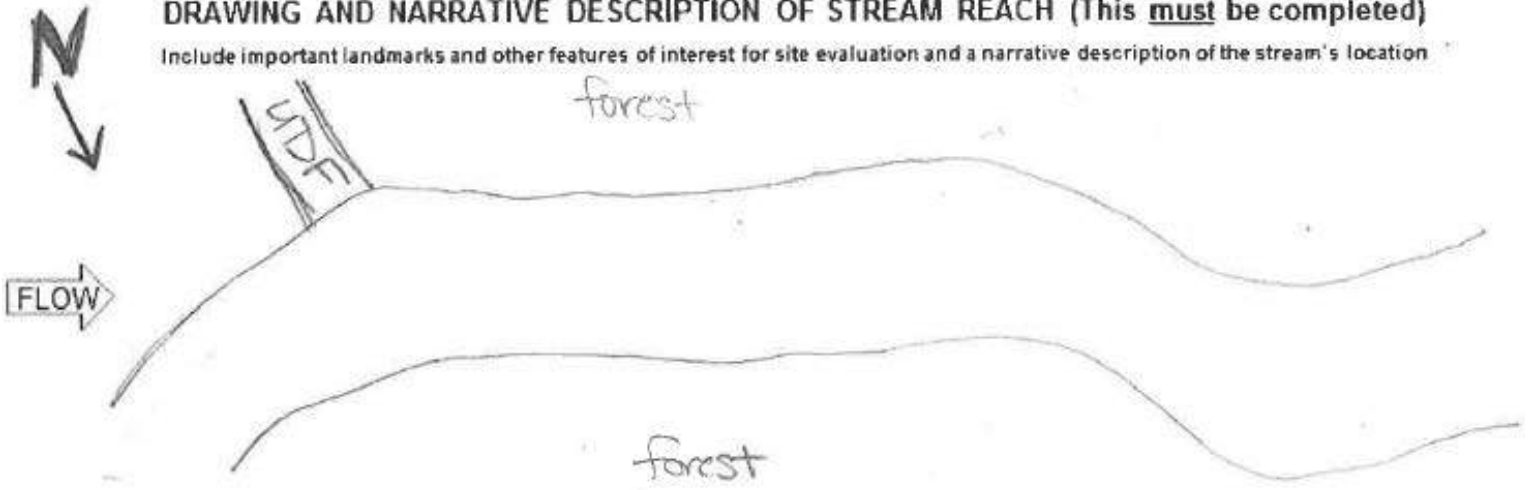 N
DRAWING AND NARRATIVE DESCRIPTION OF STREAM REACH (This must be completed)
Include important landmarks and other features of interest for site evaluation and a narrative description of the stream's location
forest
UDF
FLOW
forest